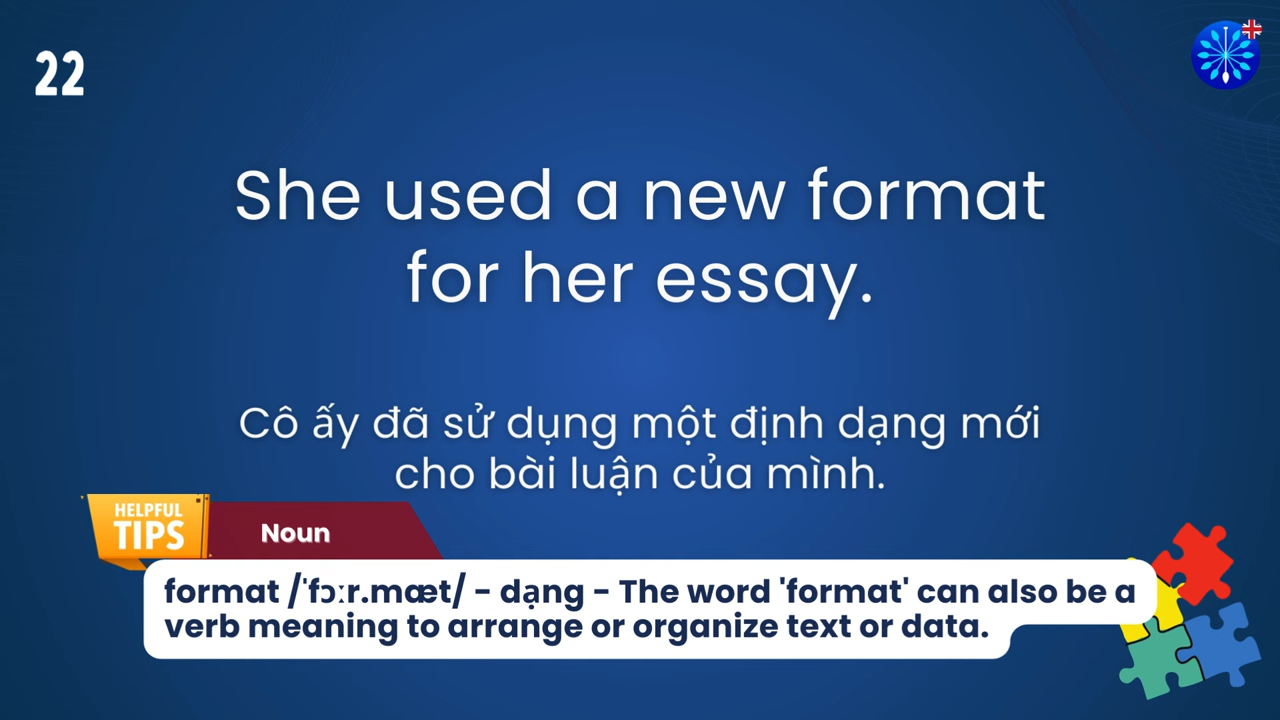 22
She used a new format
for her essay.
Cô ấy đã sử dụng một định dạng mới
cho bài luận của mình.
HELPFUL
TIPS
Noun
format /ˈfɔːr.mæt/ - dạng - The word 'format' can also be a
verb meaning to arrange or organize text or data.